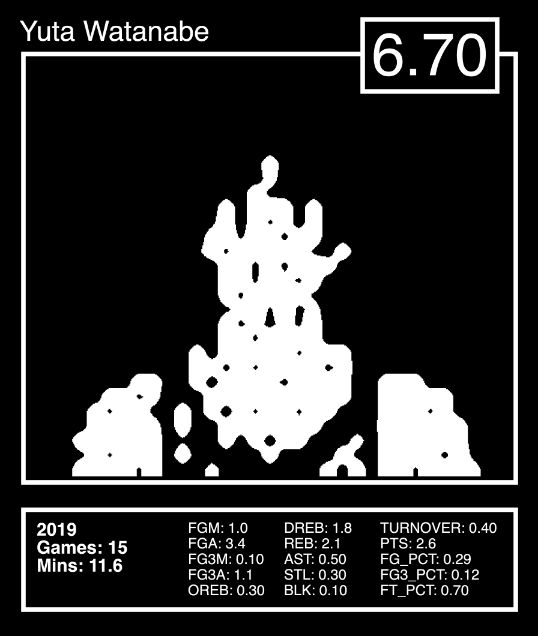 Yuta Watanabe
6.70
2019
Games: 15
Mins: 11.6
FGM: 1.0
FGA: 3.4
FG3M: 0.10
FG3A: 1.1
OREB: 0.30
DREB: 1.8
REB: 2.1
AST: 0.50
STL: 0.30
BLK: 0.10
TURNOVER: 0.40
PTS: 2.6
FG_PCT: 0.29
FG3_PCT: 0.12
FT_PCT: 0.70